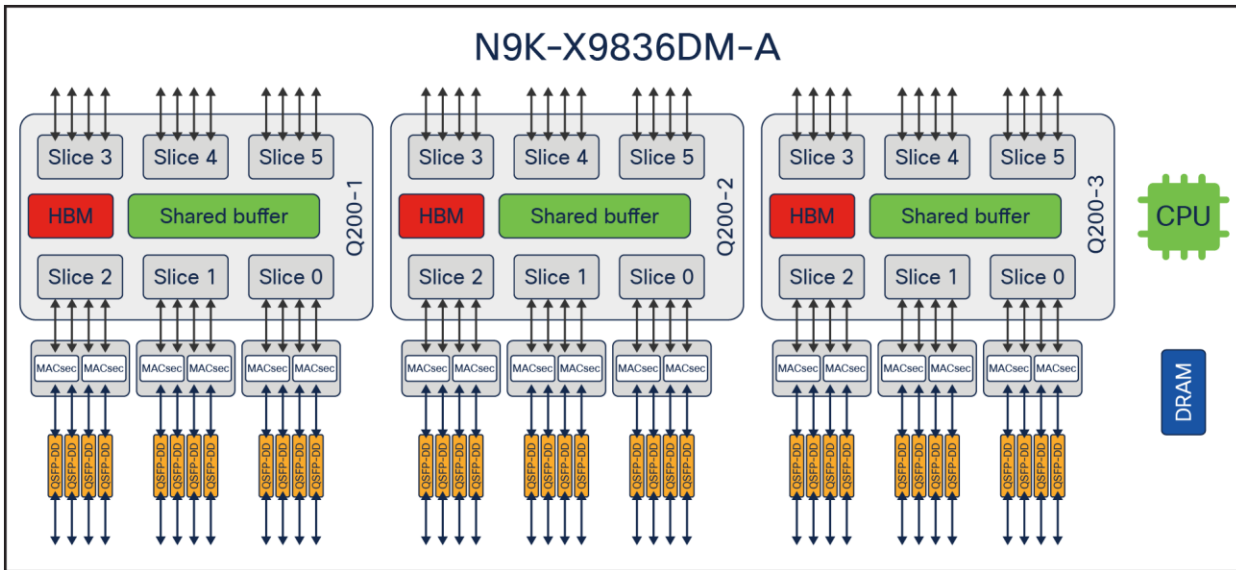 N9K-X9836DM-A
Slice 3 Slice 4 Slice 5 Slice 3 Slice 4 Slice 5 Slice 3 Slice 4 Slice 5
HBM Shared buffer Q200-1 HBM Shared buffer Q200-2 HBM Shared buffer Q200-3 CPU
Slice 2 Slice 1 Slice 0 Slice 2 Slice 1 Slice 0 Slice 2 Slice 1 Slice 0
MACsec MACsec MACsec MACsec MACsec MACsec MACsec MACsec MACsec MACsec MACsec MACsec MACsec MACsec MACsec MACsec MACsec MACsec
DRAM
QSFP-DD QSFP-DD QSFP-DD QSFP-DD QSFP-DD QSFP-DD QSFP-DD QSFP-DD QSFP-DD QSFP-DD QSFP-DD QSFP-DD QSFP-DD QSFP-DD QSFP-DD QSFP-DD QSFP-DD QSFP-DD QSFP-DD QSFP-DD QSFP-DD QSFP-DD QSFP-DD QSFP-DD QSFP-DD QSFP-DD QSFP-DD QSFP-DD QSFP-DD QSFP-DD QSFP-DD QSFP-DD QSFP-DD QSFP-DD QSFP-DD QSFP-DD